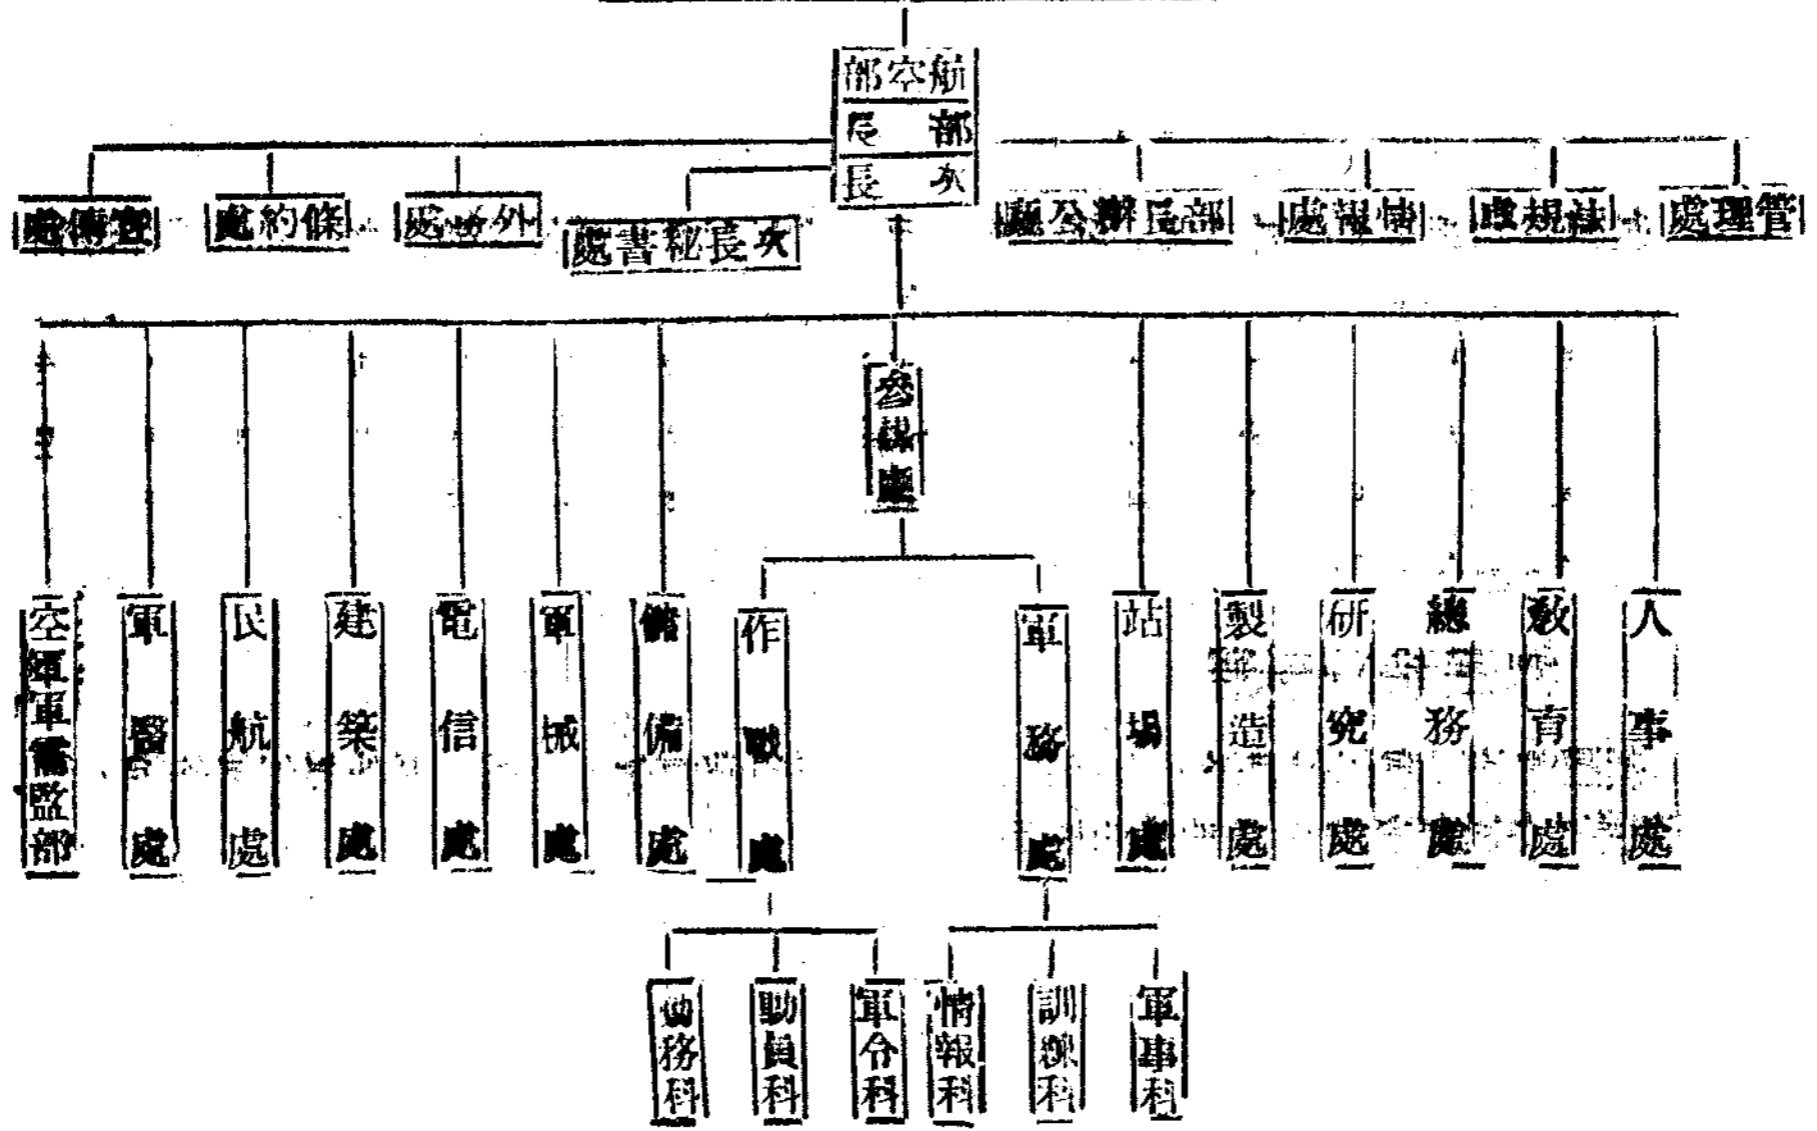 航空部
部長
次長
管理處
法規處
情報處
部長辦公廳
次長秘書處
外務處
條約處
宣傳處
參謀處
人事處
教育處
總務處
研究處
製造處
站場處
軍務處
作戰處
儲備處
軍械處
電信處
建築處
民航處
軍醫處
空軍軍需監部
軍事科
訓練科
情報科
軍令科
動員科
務科